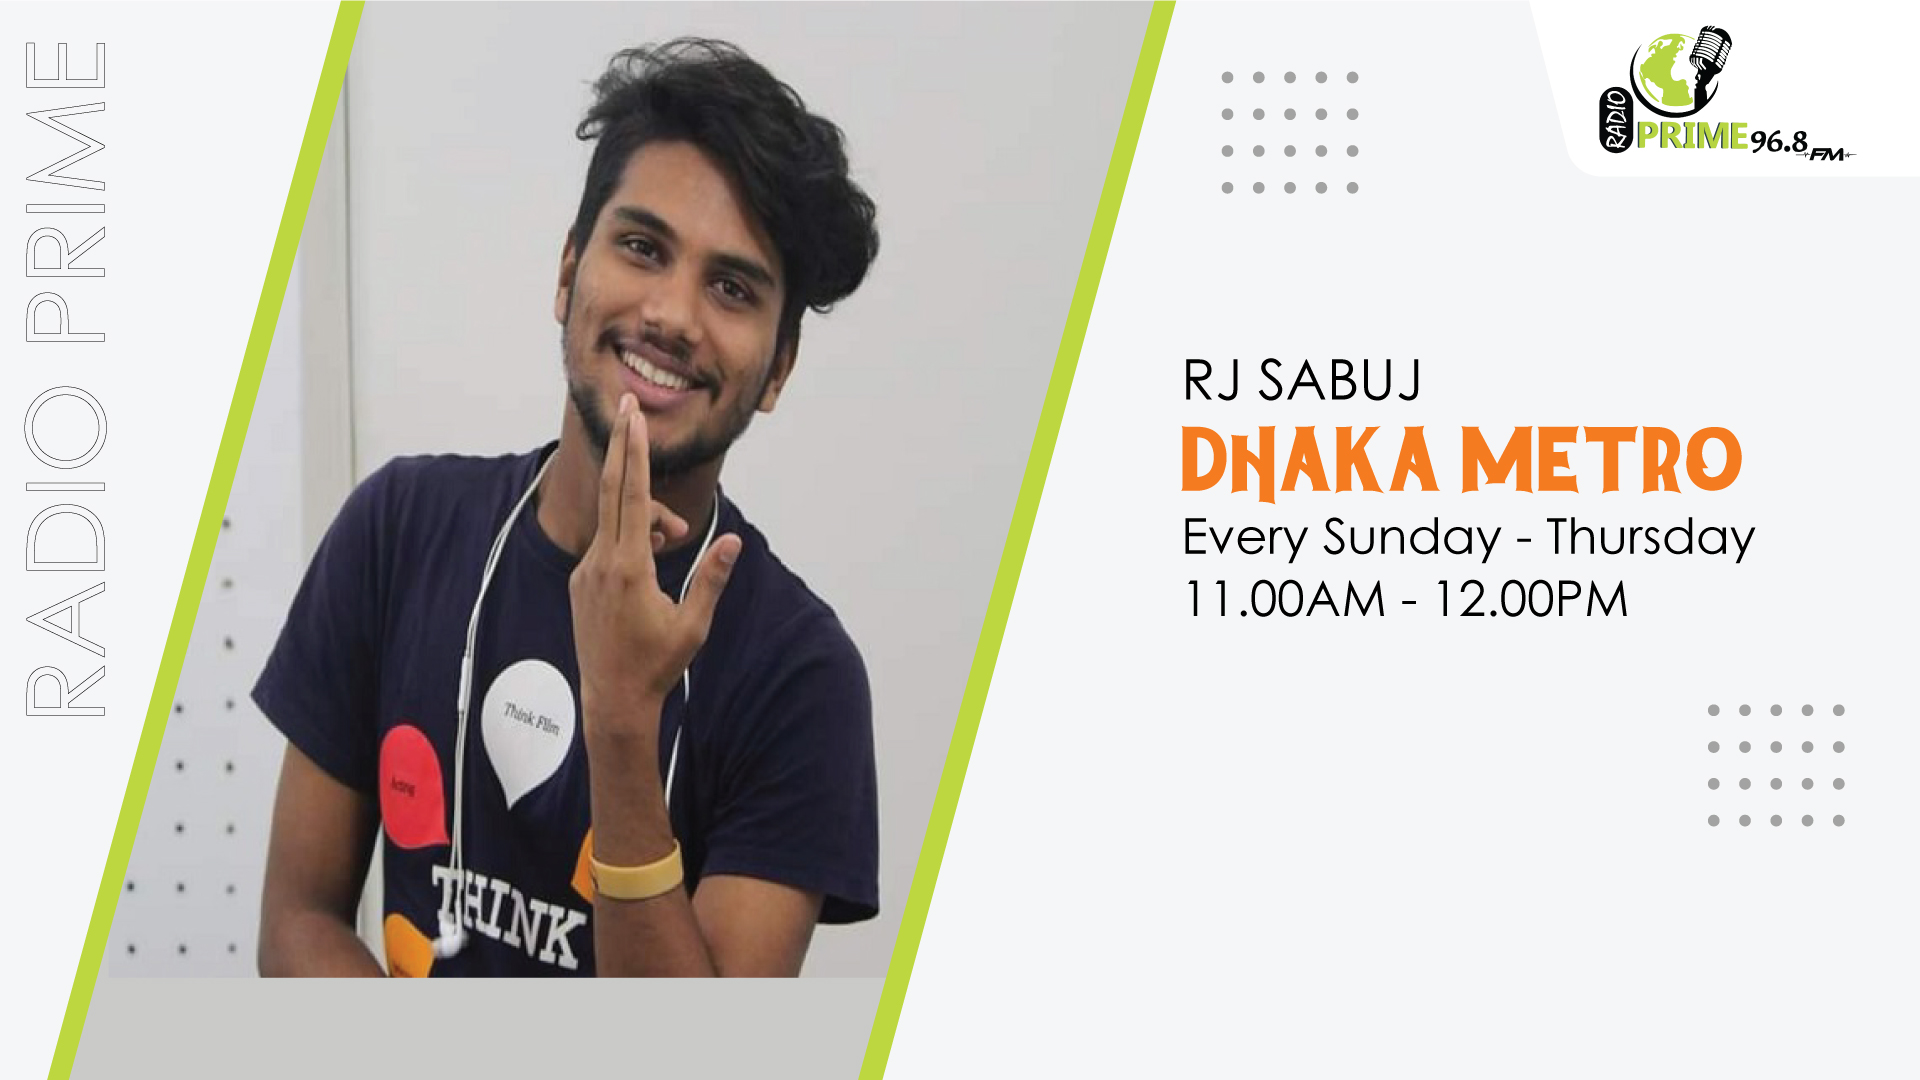 RADIO PRIME
RADIO
PRIME 96.8
FM
RJ SABUJ
DHAKA METRO
Every Sunday - Thursday
11.00AM - 12.00PM
Think Film
Acting
THINK